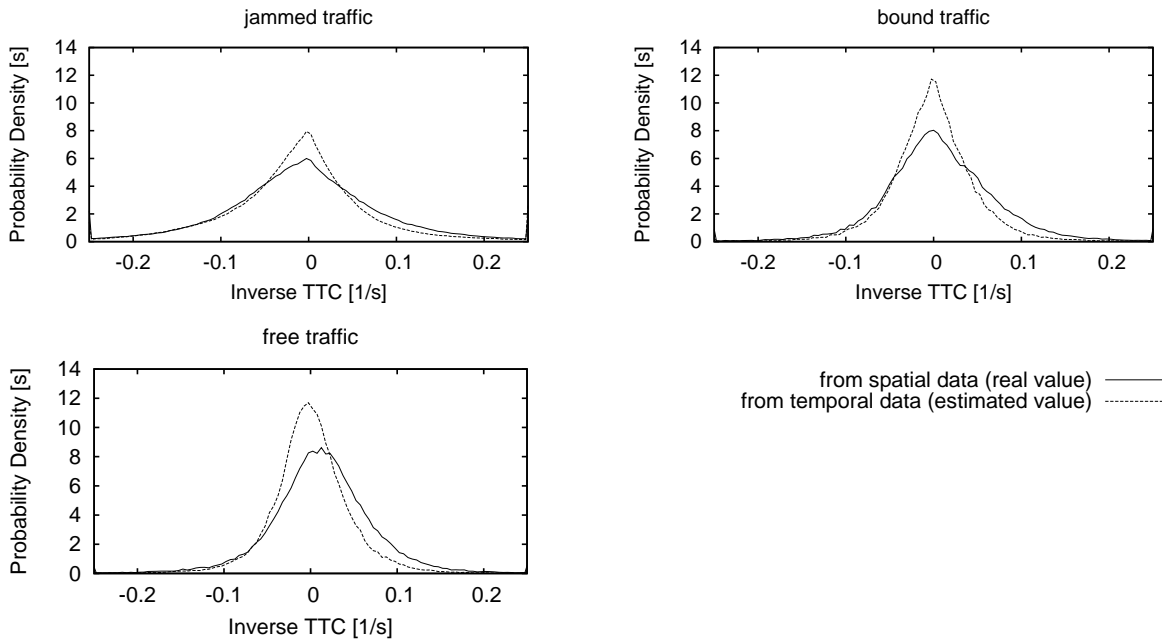 jammed traffic
Probability Density [s]
14
12
10
8
6
4
2
0
-0.2 -0.1 0 0.1 0.2
Inverse TTC [1/s]
bound traffic
Probability Density [s]
14
12
10
8
6
4
2
0
-0.2 -0.1 0 0.1 0.2
Inverse TTC [1/s]
free traffic
Probability Density [s]
14
12
10
8
6
4
2
0
-0.2 -0.1 0 0.1 0.2
Inverse TTC [1/s]
from spatial data (real value)
from temporal data (estimated value)